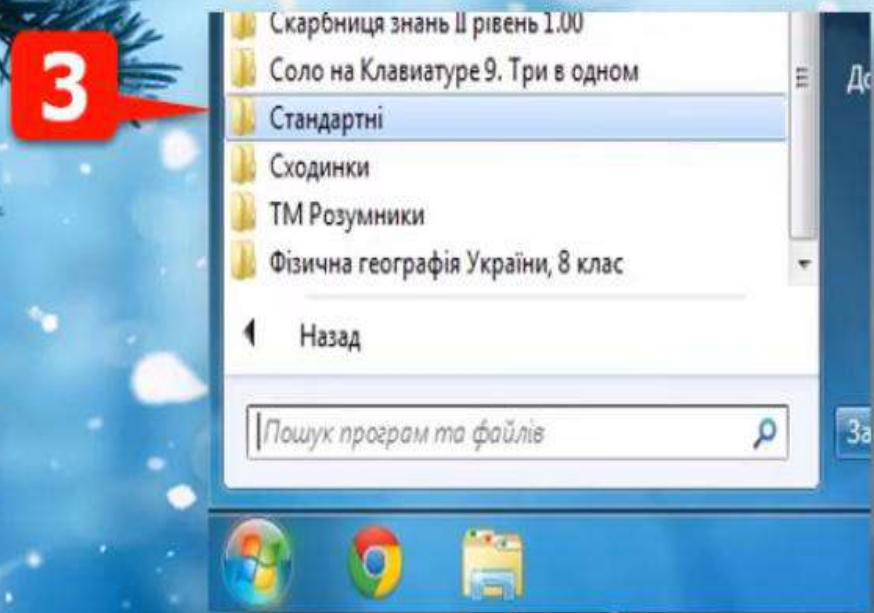 Скарбниця знань II рівень 1.00
3
Соло на Клавиатуре 9. Три в одном
Стандартні
Сходинки
ТМ Розумники
Фізична географія України, 8 клас
Назад
Пошук програм та файлів